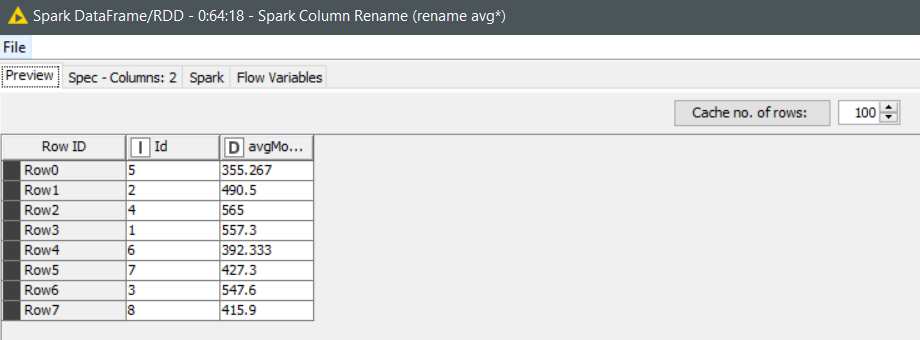 Spark DataFrame/RDD - 0:64:18 - Spark Column Rename (rename avg*)
File
Preview Spec - Columns: 2 Spark Flow Variables
Cache no. of rows: 100
Row ID I Id D avgMo...
Row0 5 355.267
Row1 2 490.5
Row2 4 565
Row3 1 557.3
Row4 6 392.333
Row5 7 427.3
Row6 3 547.6
Row7 8 415.9